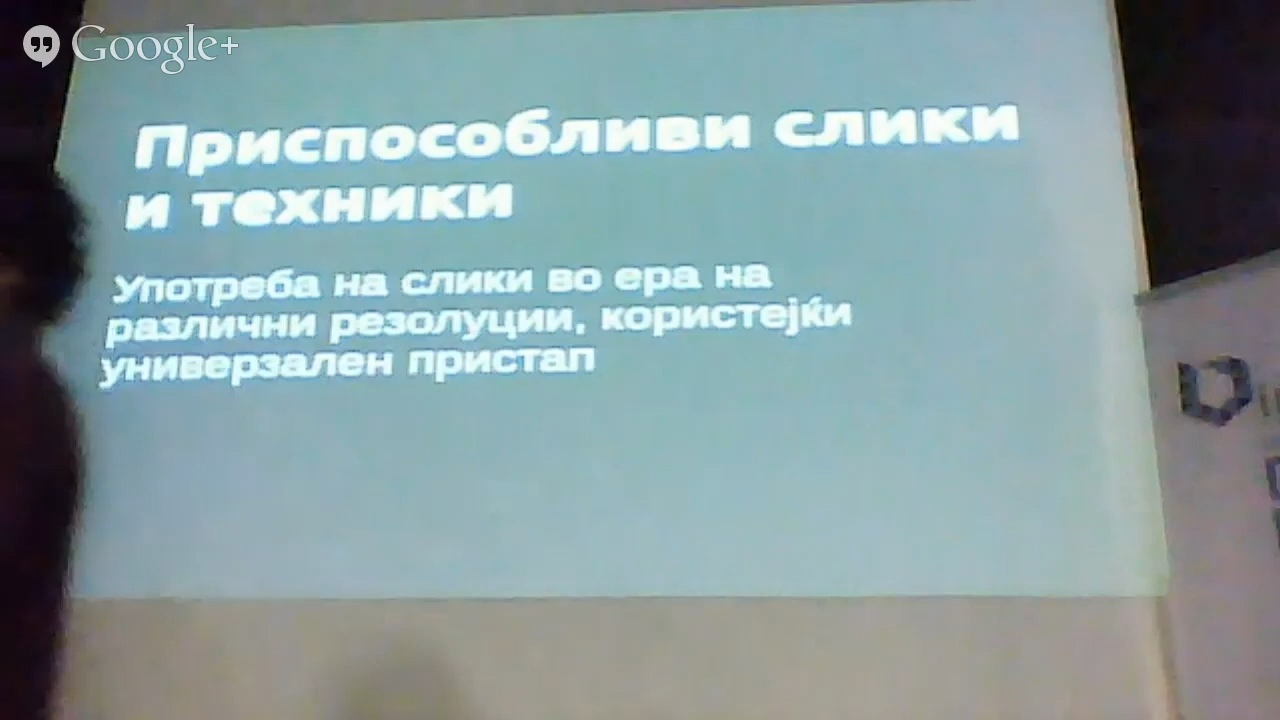 Google+
Приспособливи слики
и техники
Употреба на слики во ера на
различни резолуции, користејќи
универзален пристап